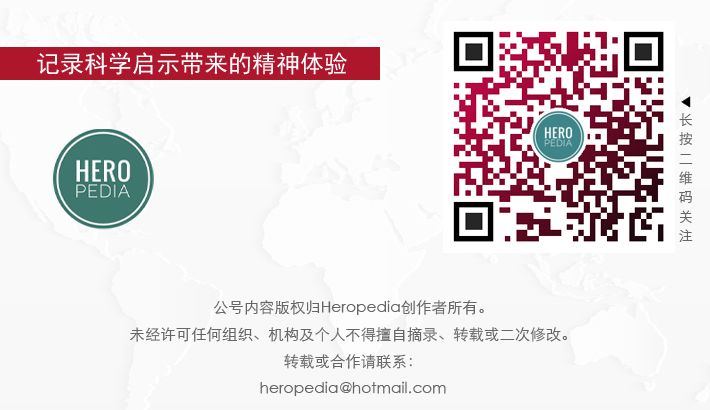 记录科学启示带来的精神体验
HERO
PEDIA
HERO
PEDIA
◀长按二维码关注
公号内容版权归Heropedia创作者所有。
未经许可任何组织、机构及个人不得擅自摘录、转载或二次修改。
转载或合作请联系：
heropedia@hotmail.com